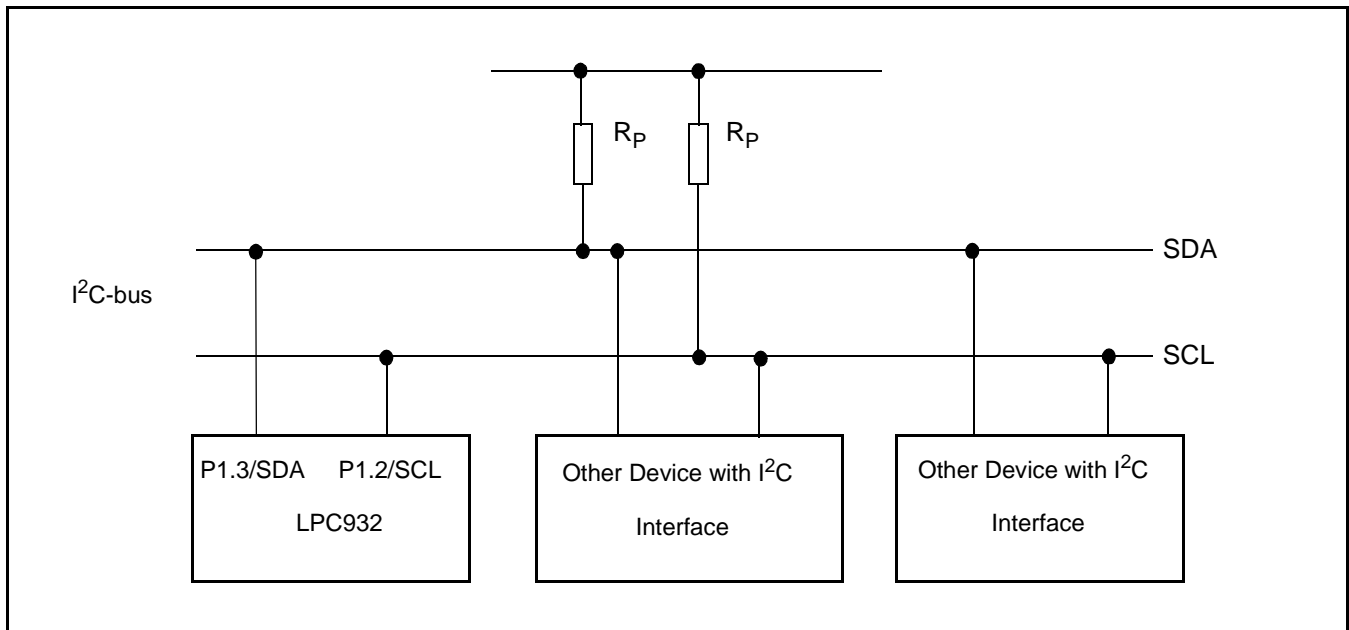 R_P R_P
SDA
I²C-bus
SCL
P1.3/SDA P1.2/SCL
LPC932
Other Device with I²C
Interface
Other Device with I²C
Interface